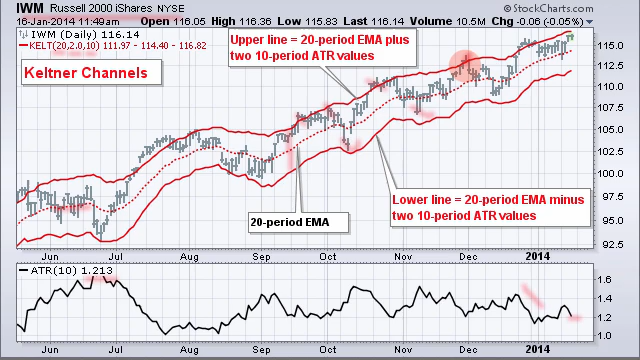 IWM Russell 2000 iShares NYSE © StockCharts.com
16-Jan-2014 11:49am Open 116.05 High 116.36 Low 115.83 Last 116.14 Volume 10.5M Chg -0.06 (-0.05%)
IWM (Daily) 116.14
KELT(20,2.0,10) 111.97 - 114.40 - 116.82
Keltner Channels
Upper line = 20-period EMA plus
two 10-period ATR values
Lower line = 20-period EMA minus
two 10-period ATR values
20-period EMA
115.0
112.5
110.0
107.5
105.0
102.5
100.0
97.5
95.0
92.5
Jun Jul Aug Sep Oct Nov Dec 2014
ATR(10) 1.213
1.6
1.4
1.2
1.0
Jun Jul Aug Sep Oct Nov Dec 2014